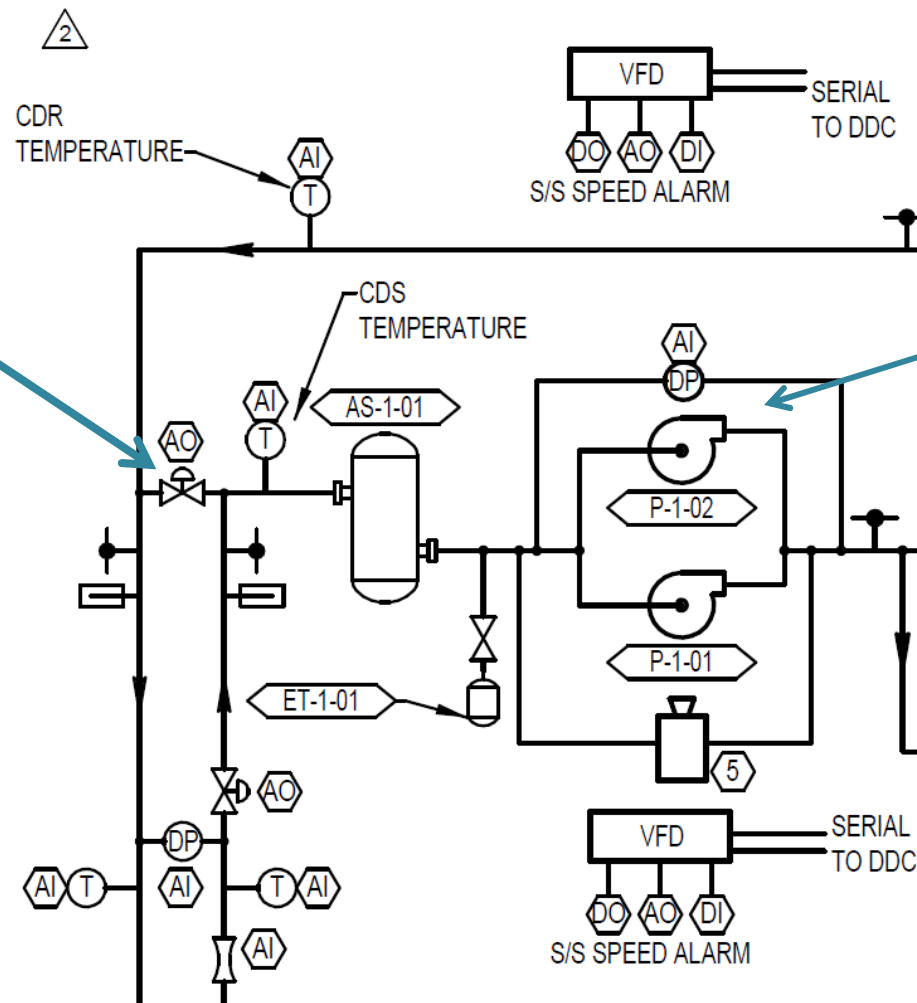 2
VFD
SERIAL
TO DDC
CDR
TEMPERATURE
AI
T
DO AO DI
S/S SPEED ALARM
CDS
TEMPERATURE
AI
DP
AI
T
AS-1-01
AO
P-1-02
P-1-01
ET-1-01
5
AO
VFD
SERIAL
TO DDC
DP
AI T AI T AI
DO AO DI
AI
S/S SPEED ALARM